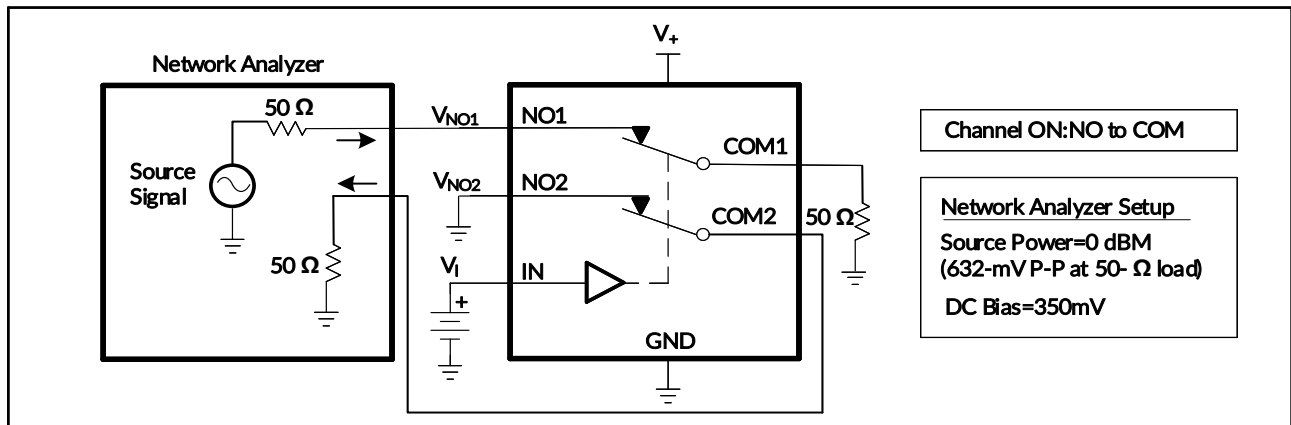 V+
Network Analyzer
50 Ω
VNO1
NO1
Source
Signal
COM1
VNO2
NO2
COM2
50 Ω
50 Ω
VI
IN
+
GND
Channel ON:NO to COM
Network Analyzer Setup
Source Power=0 dBM
(632-mV P-P at 50- Ω load)
DC Bias=350mV